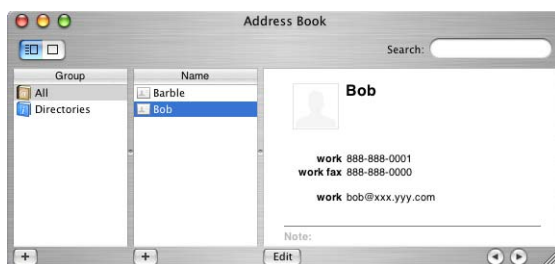 Address Book
Search:
Group
Name
All
Directories
Barble
Bob
Bob
work 888-888-0001
work fax 888-888-0000
work bob@xxx.yyy.com
Note:
+
+
Edit